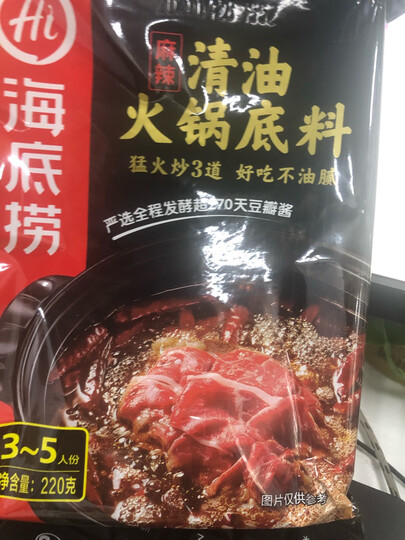 Hi
海底捞
麻辣
清油
火锅底料
猛火炒3道 好吃不油腻
严选全程发酵超270天豆瓣酱
3~5人份
净含量：220克
图片仅供参考